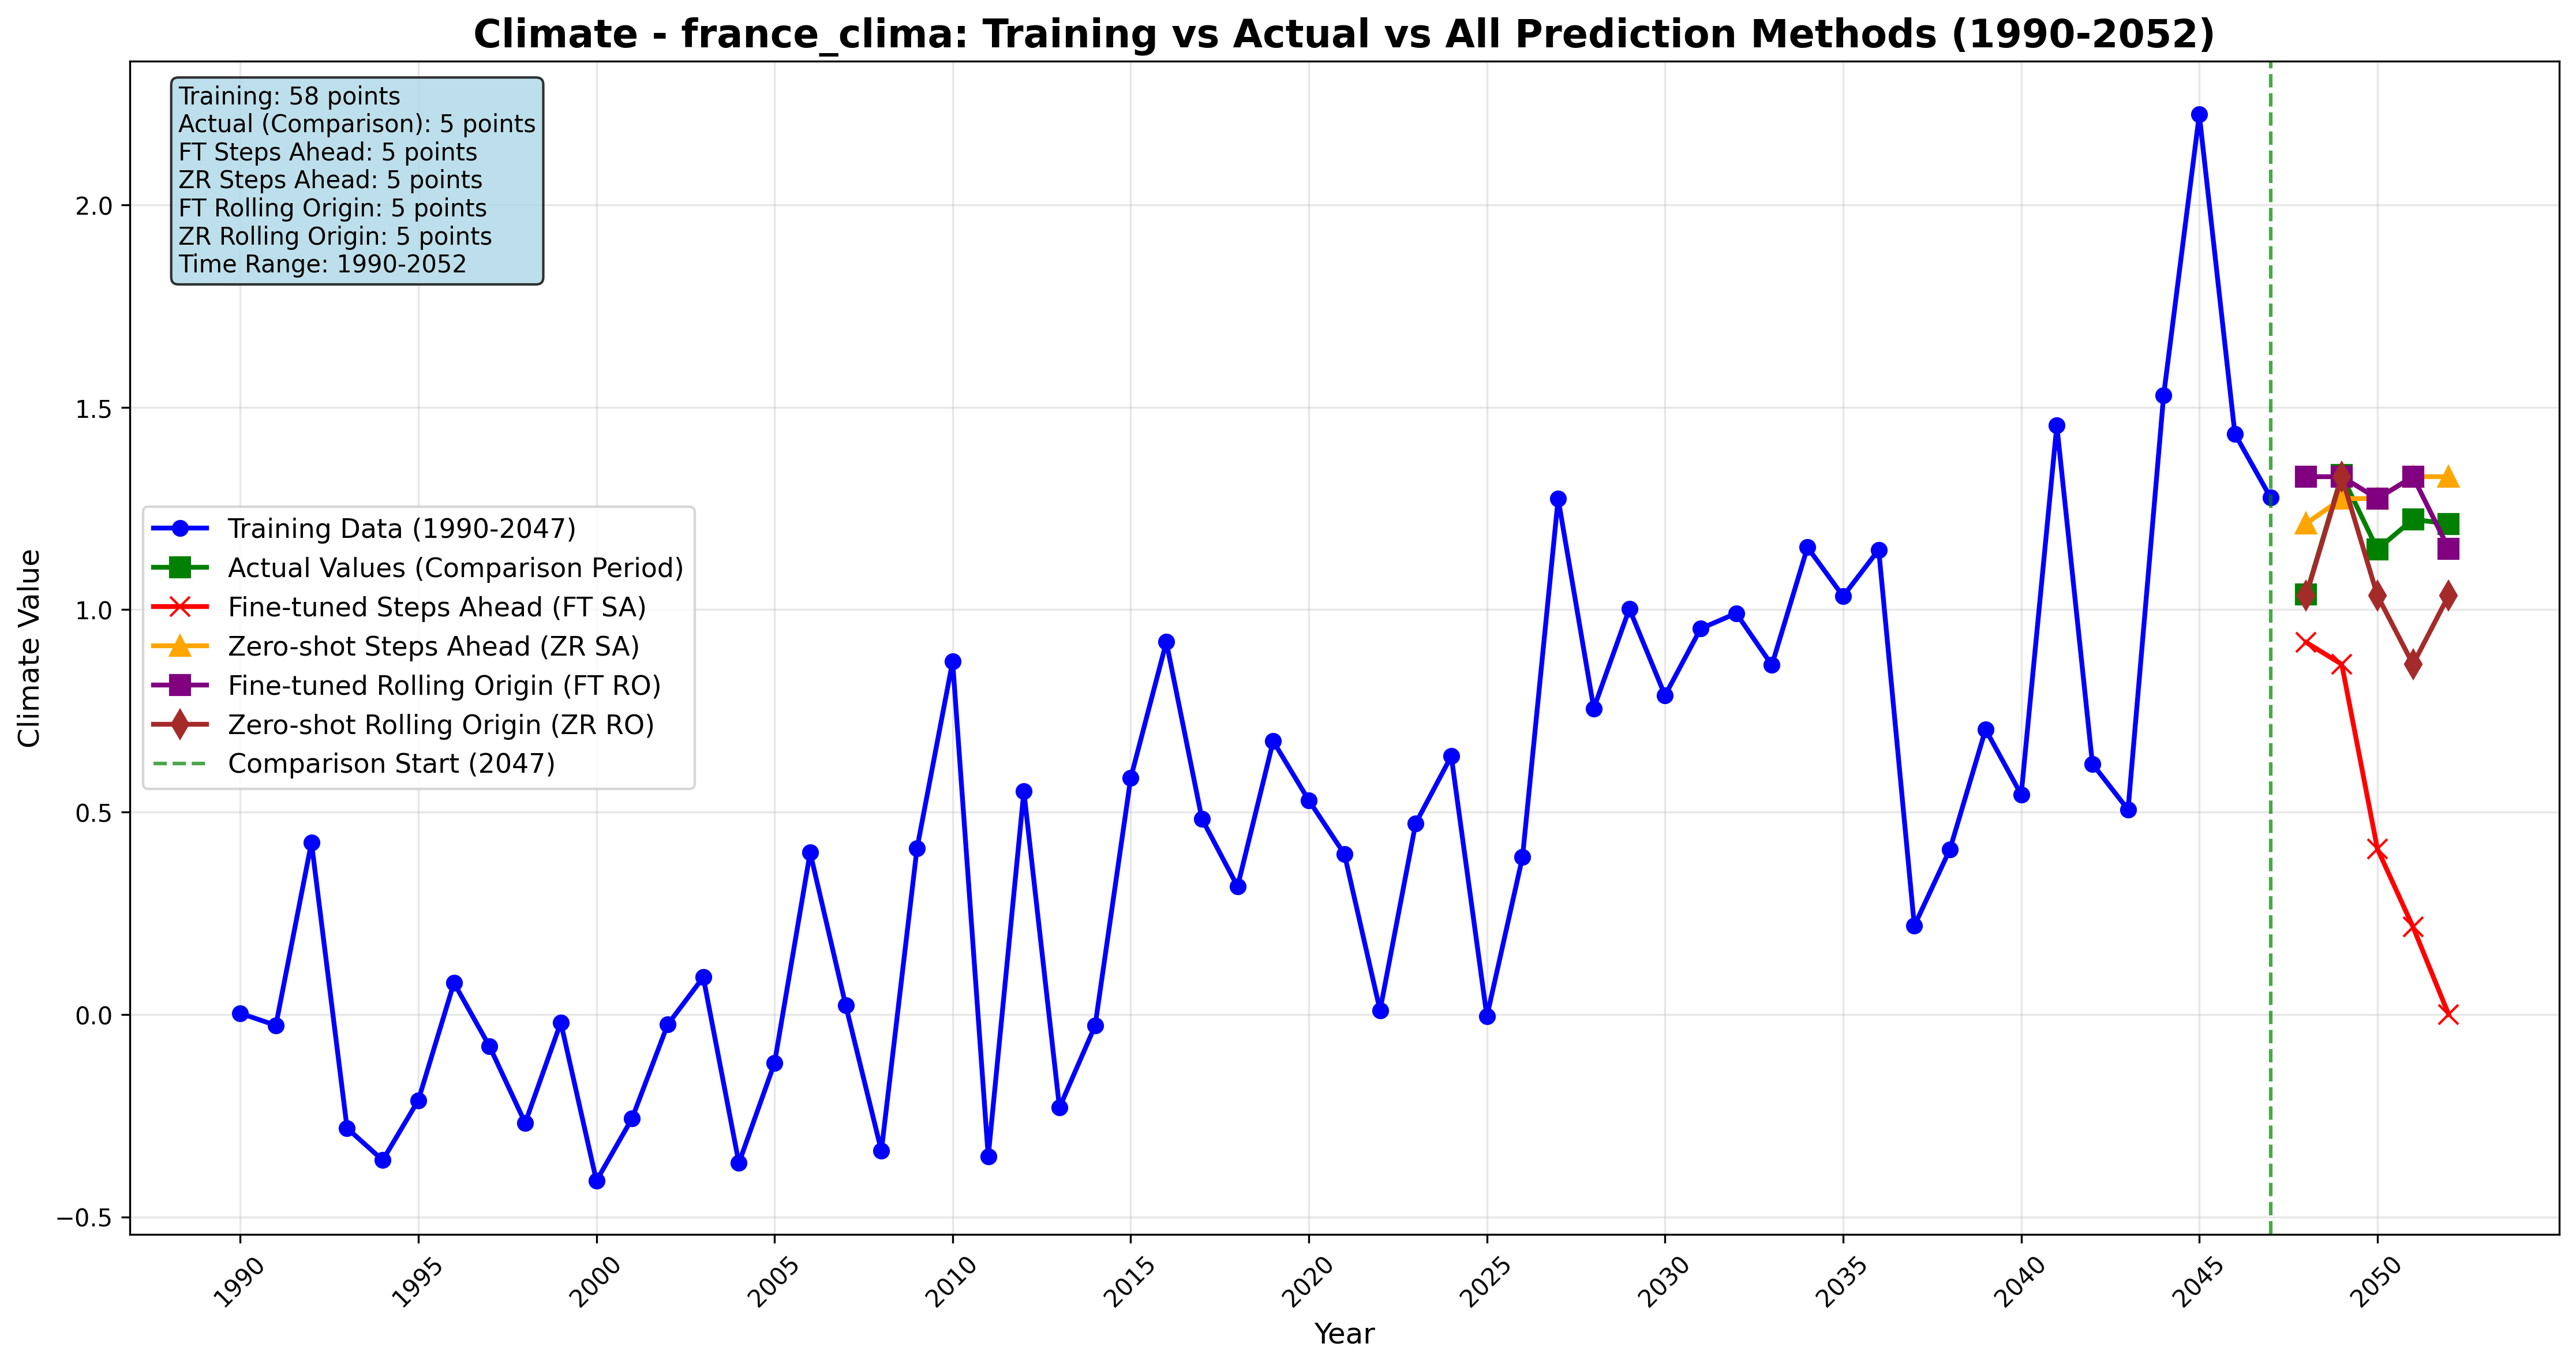 Climate - france_clima: Training vs Actual vs All Prediction Methods (1990-2052)
Training: 58 points
Actual (Comparison): 5 points
FT Steps Ahead: 5 points
ZR Steps Ahead: 5 points
FT Rolling Origin: 5 points
ZR Rolling Origin: 5 points
Time Range: 1990-2052
2.0
1.5
1.0
0.5
0.0
−0.5
Climate Value
Training Data (1990-2047)
Actual Values (Comparison Period)
Fine-tuned Steps Ahead (FT SA)
Zero-shot Steps Ahead (ZR SA)
Fine-tuned Rolling Origin (FT RO)
Zero-shot Rolling Origin (ZR RO)
Comparison Start (2047)
1990
1995
2000
2005
2010
2015
2020
2025
2030
2035
2040
2045
2050
Year